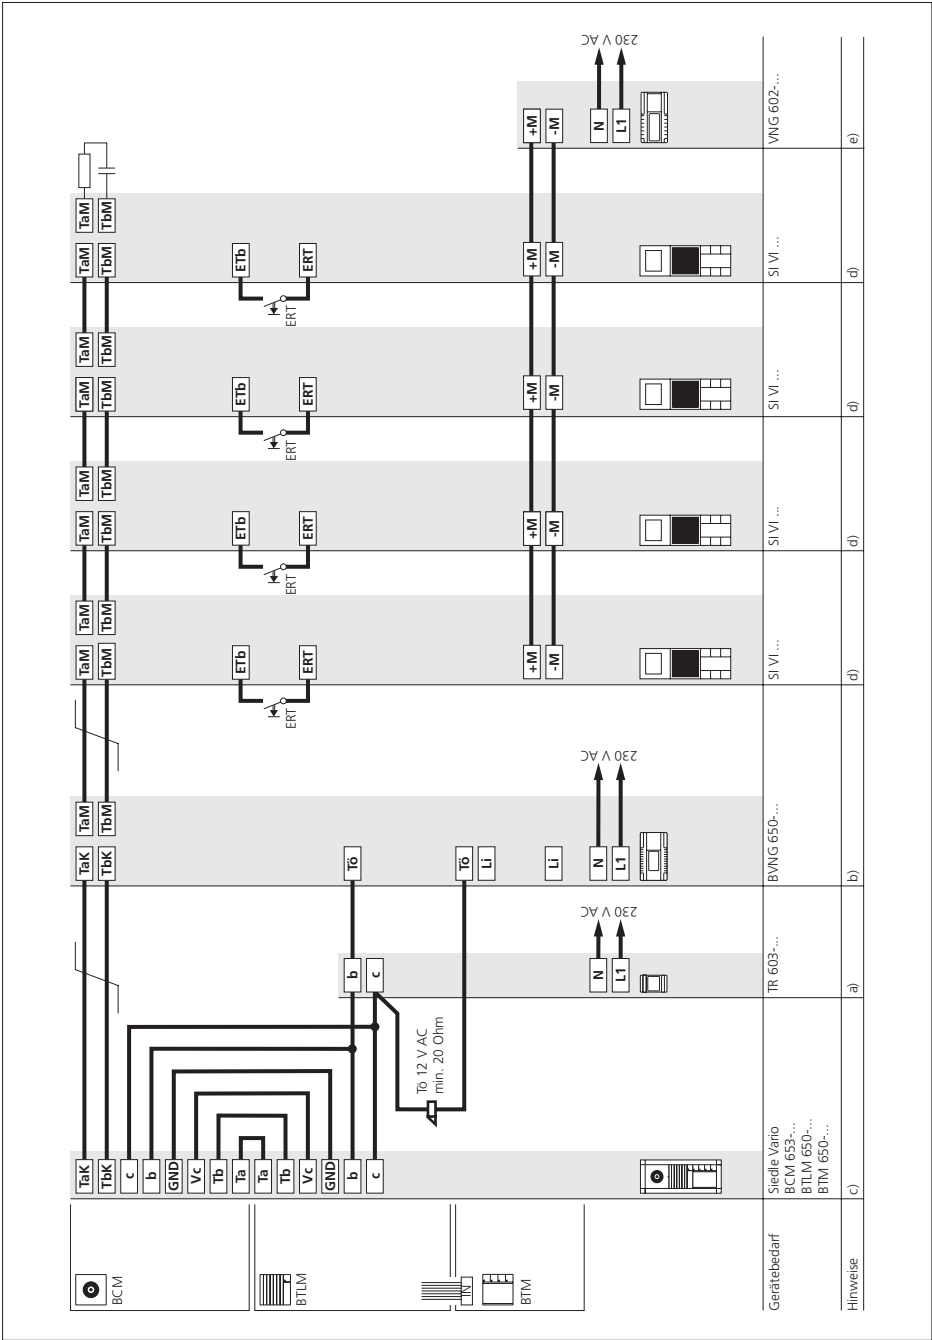 TaK TaK TaM TaM TaM TaM TaM TaM TaM TaM TaM
TbK TbK TbM TbM TbM TbM TbM TbM TbM TbM TbM
BCM
c
b
GND
Vc
Tb
Ta ETb ETb ETb ETb
Ta
Tb
ERT ERT ERT ERT
BTLM
Vc ERT ERT ERT ERT
GND
b b Tö
c c
Tö 12 V AC
min. 20 Ohm
IN Tö
Li
BTM
+M +M +M +M +M
Li -M -M -M -M -M
N N N
L1 L1 L1
230 V AC 230 V AC 230 V AC
Gerätebedarf
Siedle Vario
BCM 653-...
BTLM 650-...
BTM 650-...
TR 603-...
BVNG 650-...
SI VI ...
SI VI ...
SI VI ...
SI VI ...
VNG 602-...
Hinweise c) a) b) d) d) d) d) e)